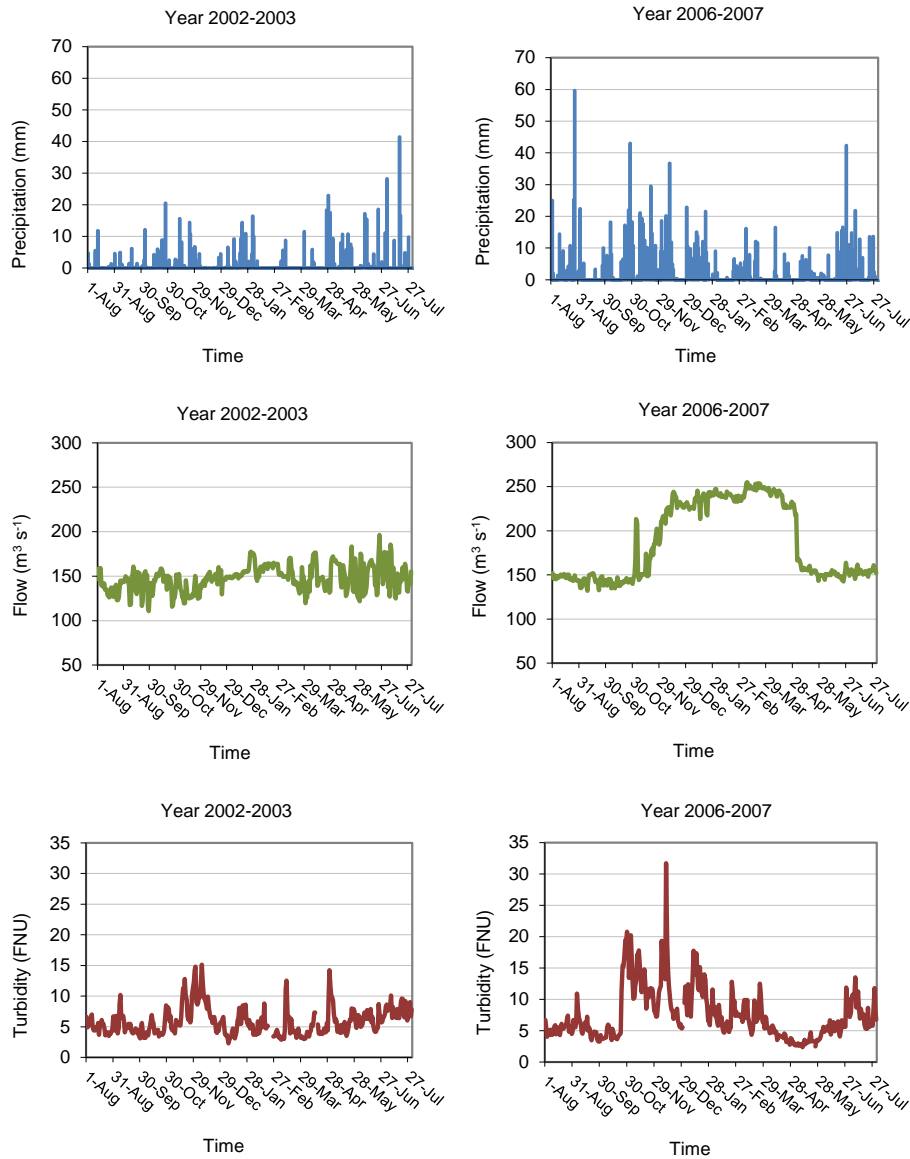 Year 2002-2003
Precipitation (mm)
70
60
50
40
30
20
10
0
1-Aug
31-Aug
30-Sep
30-Oct
29-Nov
29-Dec
28-Jan
27-Feb
29-Mar
28-Apr
28-May
27-Jun
27-Jul
Time
Year 2006-2007
Precipitation (mm)
70
60
50
40
30
20
10
0
1-Aug
31-Aug
30-Sep
30-Oct
29-Nov
29-Dec
28-Jan
27-Feb
29-Mar
28-Apr
28-May
27-Jun
27-Jul
Time
Year 2002-2003
Flow (m³ s⁻¹)
300
250
200
150
100
50
1-Aug
31-Aug
30-Sep
30-Oct
29-Nov
29-Dec
28-Jan
27-Feb
29-Mar
28-Apr
28-May
27-Jun
27-Jul
Time
Year 2006-2007
Flow (m³ s⁻¹)
300
250
200
150
100
50
1-Aug
31-Aug
30-Sep
30-Oct
29-Nov
29-Dec
28-Jan
27-Feb
29-Mar
28-Apr
28-May
27-Jun
27-Jul
Time
Year 2002-2003
Turbidity (FNU)
35
30
25
20
15
10
5
0
1-Aug
31-Aug
30-Sep
30-Oct
29-Nov
29-Dec
28-Jan
27-Feb
29-Mar
28-Apr
28-May
27-Jun
27-Jul
Time
Year 2006-2007
Turbidity (FNU)
35
30
25
20
15
10
5
0
1-Aug
31-Aug
30-Sep
30-Oct
29-Nov
29-Dec
28-Jan
27-Feb
29-Mar
28-Apr
28-May
27-Jun
27-Jul
Time